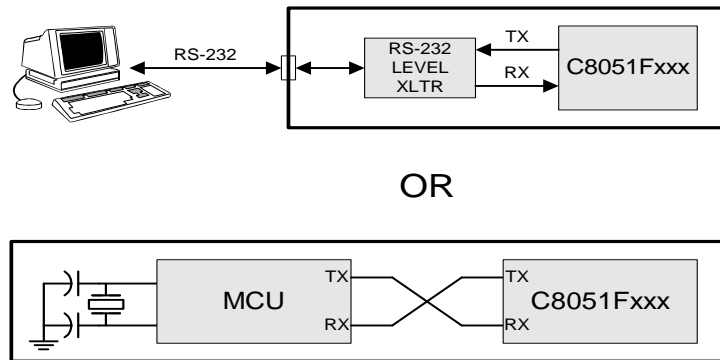 RS-232
RS-232
LEVEL
XLTR
TX
RX
C8051Fxxx
OR
MCU
TX
RX
TX
RX
C8051Fxxx